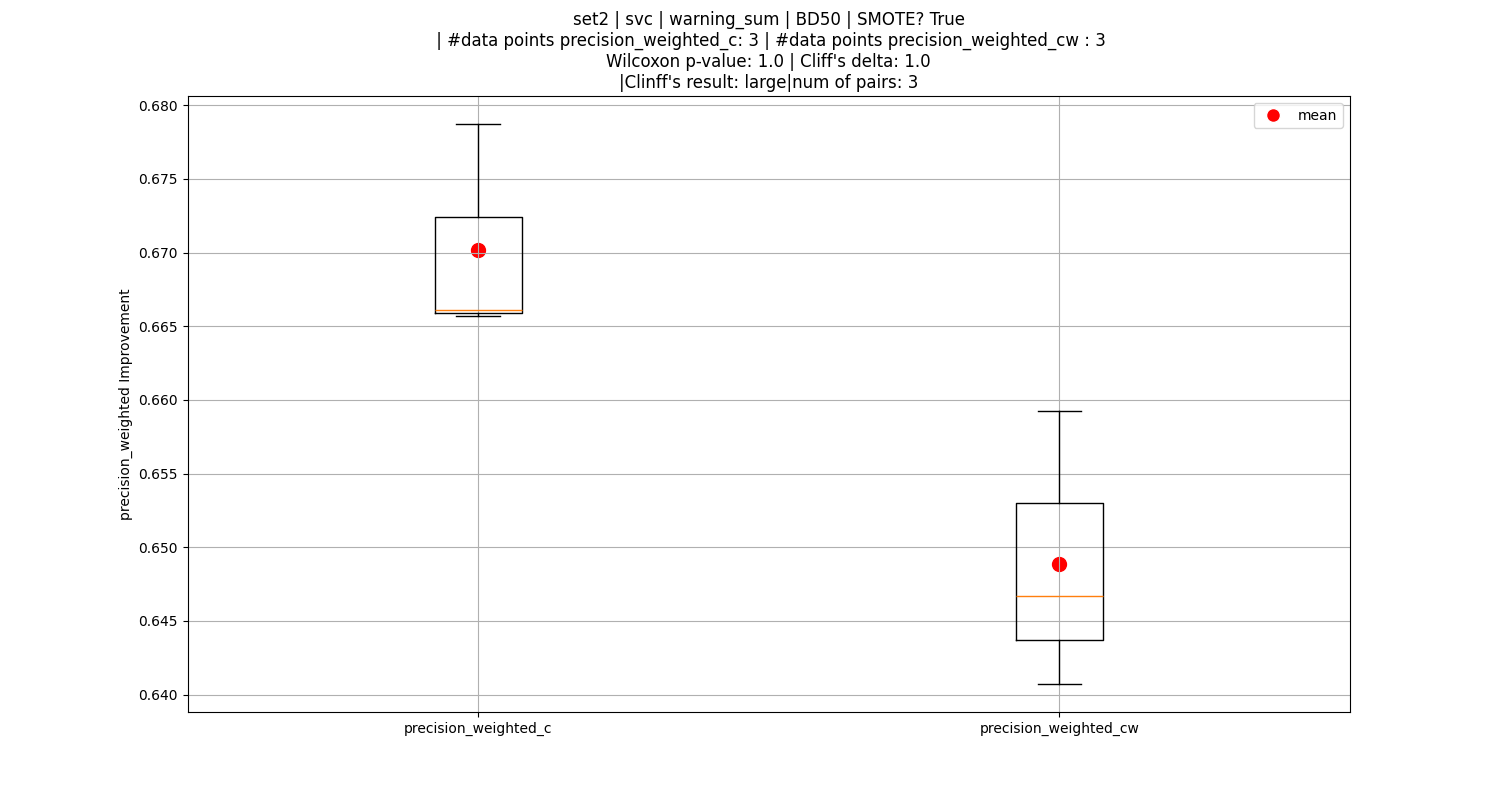 set2 | svc | warning_sum | BD50 | SMOTE? True
| #data points precision_weighted_c: 3 | #data points precision_weighted_cw : 3
Wilcoxon p-value: 1.0 | Cliff's delta: 1.0
|Clinff's result: large|num of pairs: 3
mean
0.680
0.675
0.670
0.665
0.660
0.655
0.650
0.645
0.640
precision_weighted Improvement
precision_weighted_c
precision_weighted_cw